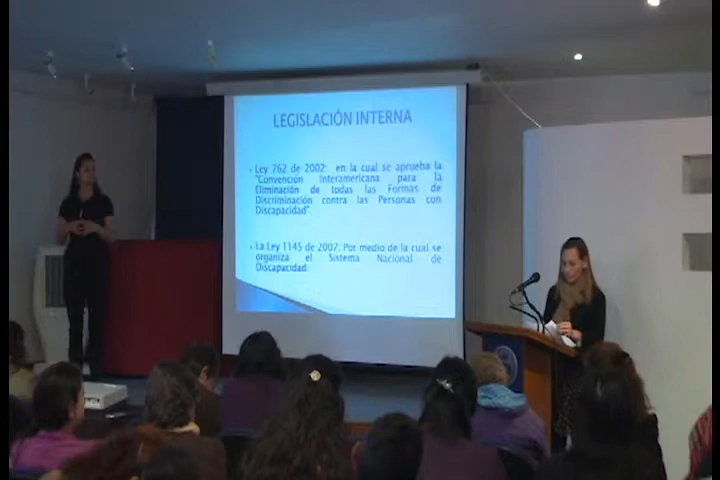 LEGISLACIÓN INTERNA
• Ley 762 de 2002: en la cual se aprueba la
"Convención Interamericana para la
Eliminación de todas las Formas de
Discriminación contra las Personas con
Discapacidad".
• La Ley 1145 de 2007: Por medio de la cual se
organiza el Sistema Nacional de
Discapacidad.